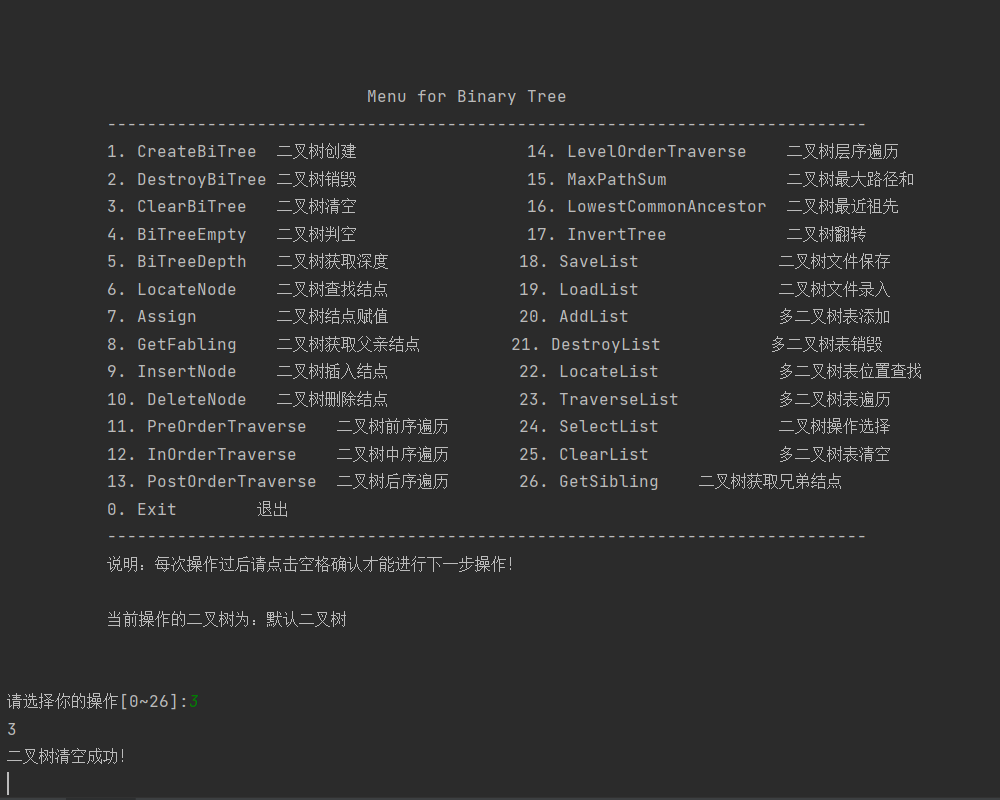 Menu for Binary Tree
----------------------------------------------------------------------------
1. CreateBiTree 二叉树创建 14. LevelOrderTraverse 二叉树层序遍历
2. DestroyBiTree 二叉树销毁 15. MaxPathSum 二叉树最大路径和
3. ClearBiTree 二叉树清空 16. LowestCommonAncestor 二叉树最近祖先
4. BiTreeEmpty 二叉树判空 17. InvertTree 二叉树翻转
5. BiTreeDepth 二叉树获取深度 18. SaveList 二叉树文件保存
6. LocateNode 二叉树查找结点 19. LoadList 二叉树文件录入
7. Assign 二叉树结点赋值 20. AddList 多二叉树表添加
8. GetFabling 二叉树获取父亲结点 21. DestroyList 多二叉树表销毁
9. InsertNode 二叉树插入结点 22. LocateList 多二叉树表位置查找
10. DeleteNode 二叉树删除结点 23. TraverseList 多二叉树表遍历
11. PreOrderTraverse 二叉树前序遍历 24. SelectList 二叉树操作选择
12. InOrderTraverse 二叉树中序遍历 25. ClearList 多二叉树表清空
13. PostOrderTraverse 二叉树后序遍历 26. GetSibling 二叉树获取兄弟结点
0. Exit 退出
----------------------------------------------------------------------------
说明：每次操作过后请点击空格确认才能进行下一步操作！
当前操作的二叉树为：默认二叉树
请选择你的操作[0~26]:3
3
二叉树清空成功！